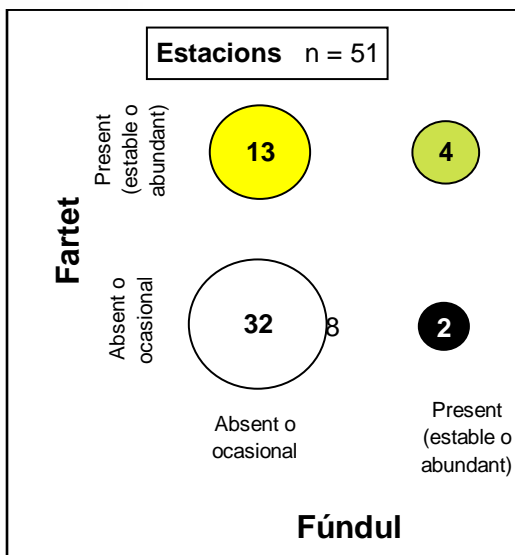 Estacions n = 51
Fartet
Present
(estable o
abundant)
13
4
Absent o
ocasional
32
8
2
Absent o
ocasional
Present
(estable o
abundant)
Fúndul